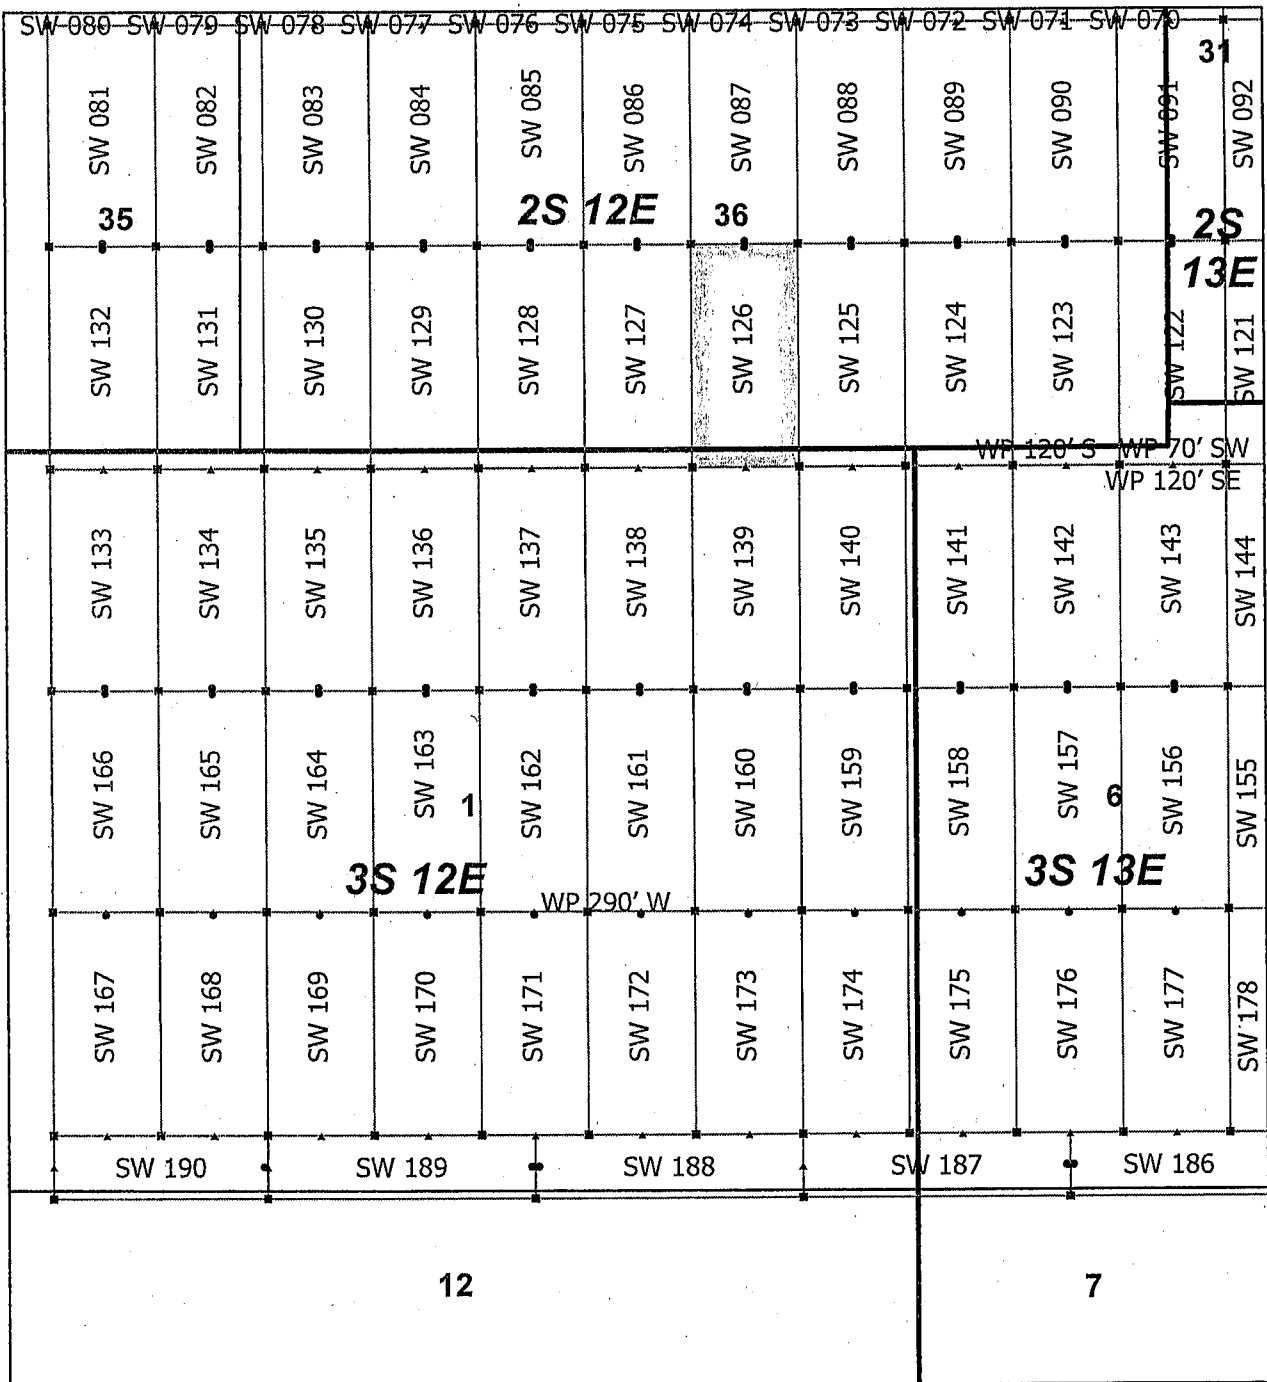 SW 080 SW 079 SW 078 SW 077 SW 076 SW 075 SW 074 SW 073 SW 072 SW 071 SW 070
31
SW 081 SW 082 SW 083 SW 084 SW 085 SW 086 SW 087 SW 088 SW 089 SW 090 SW 091 SW 092
35 2S 12E 36 2S
13E
SW 132 SW 131 SW 130 SW 129 SW 128 SW 127 SW 126 SW 125 SW 124 SW 123 SW 122 SW 121
WP 120' S WP 70' SW
WP 120' SE
SW 133 SW 134 SW 135 SW 136 SW 137 SW 138 SW 139 SW 140 SW 141 SW 142 SW 143 SW 144
SW 166 SW 165 SW 164 SW 163 SW 162 SW 161 SW 160 SW 159 SW 158 SW 157 SW 156 SW 155
1 6
3S 12E 3S 13E
WP 290' W
SW 167 SW 168 SW 169 SW 170 SW 171 SW 172 SW 173 SW 174 SW 175 SW 176 SW 177 SW 178
SW 190 SW 189 SW 188 SW 187 SW 186
12 7